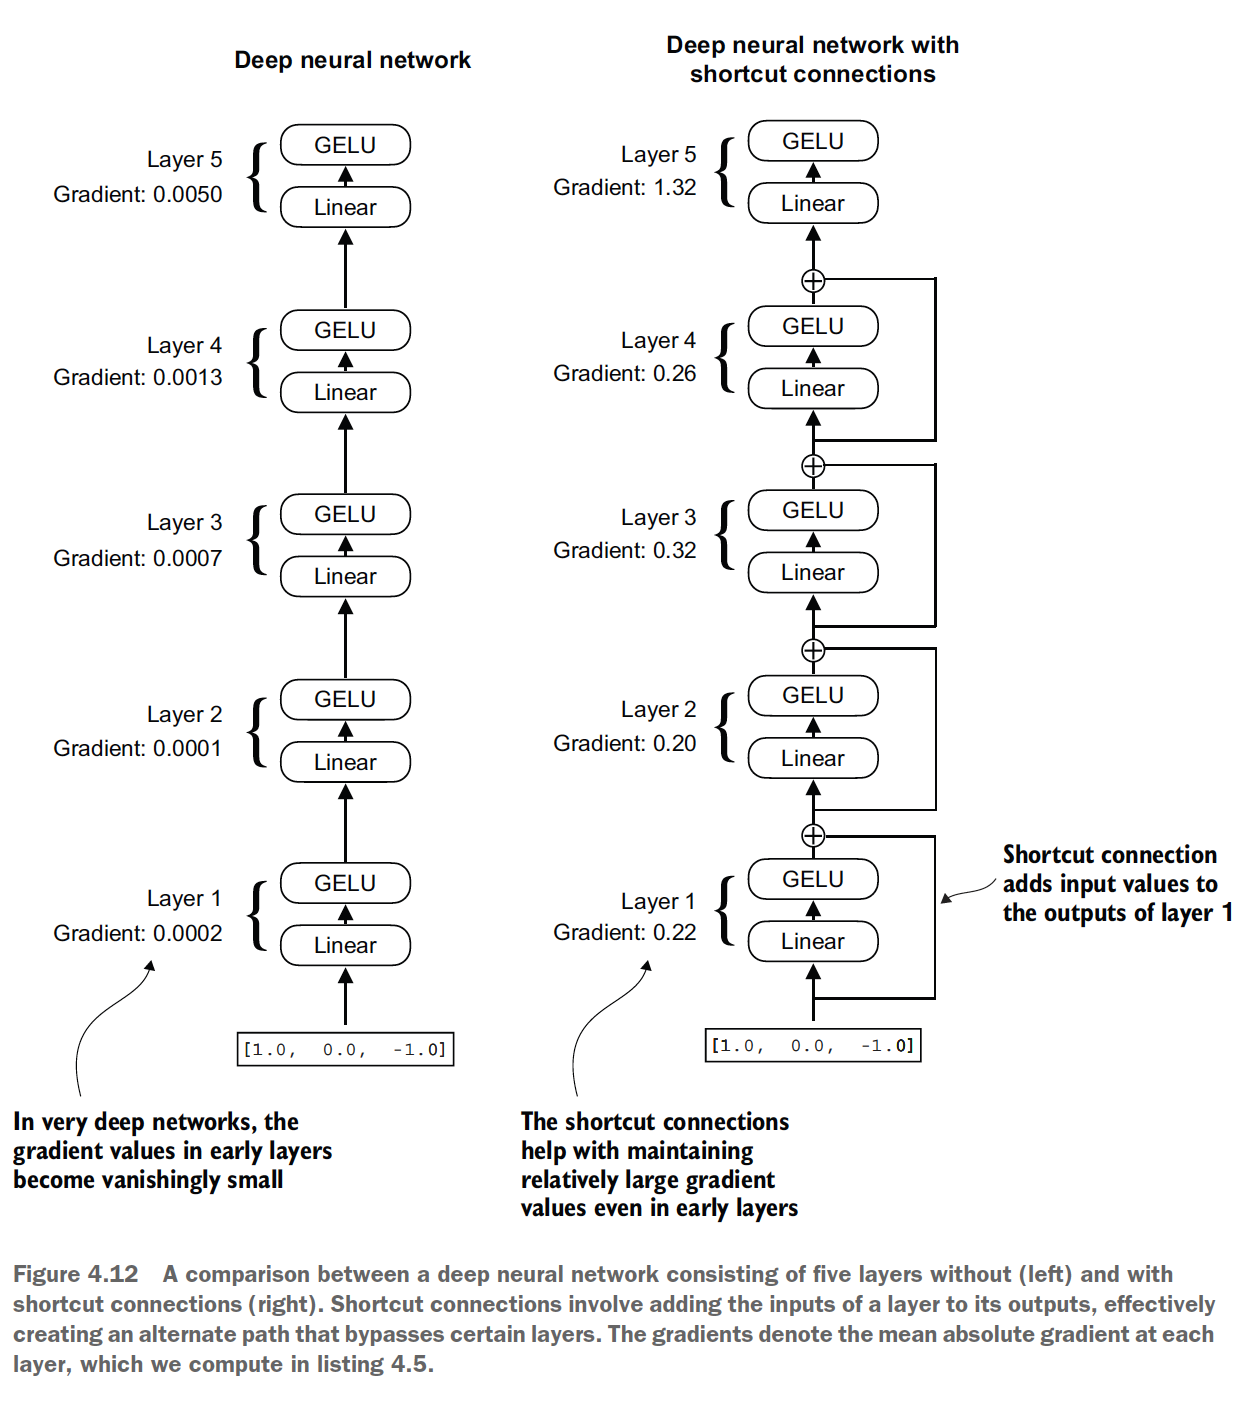 Deep neural network
Layer 5
Gradient: 0.0050
GELU
Linear
Layer 4
Gradient: 0.0013
GELU
Linear
Layer 3
Gradient: 0.0007
GELU
Linear
Layer 2
Gradient: 0.0001
GELU
Linear
Layer 1
Gradient: 0.0002
GELU
Linear
[1.0, 0.0, -1.0]
In very deep networks, the
gradient values in early layers
become vanishingly small
Deep neural network with
shortcut connections
Layer 5
Gradient: 1.32
GELU
Linear
Layer 4
Gradient: 0.26
GELU
Linear
Layer 3
Gradient: 0.32
GELU
Linear
Layer 2
Gradient: 0.20
GELU
Linear
Layer 1
Gradient: 0.22
GELU
Linear
[1.0, 0.0, -1.0]
Shortcut connection
adds input values to
the outputs of layer 1
The shortcut connections
help with maintaining
relatively large gradient
values even in early layers
Figure 4.12 A comparison between a deep neural network consisting of five layers without (left) and with
shortcut connections (right). Shortcut connections involve adding the inputs of a layer to its outputs, effectively
creating an alternate path that bypasses certain layers. The gradients denote the mean absolute gradient at each
layer, which we compute in listing 4.5.